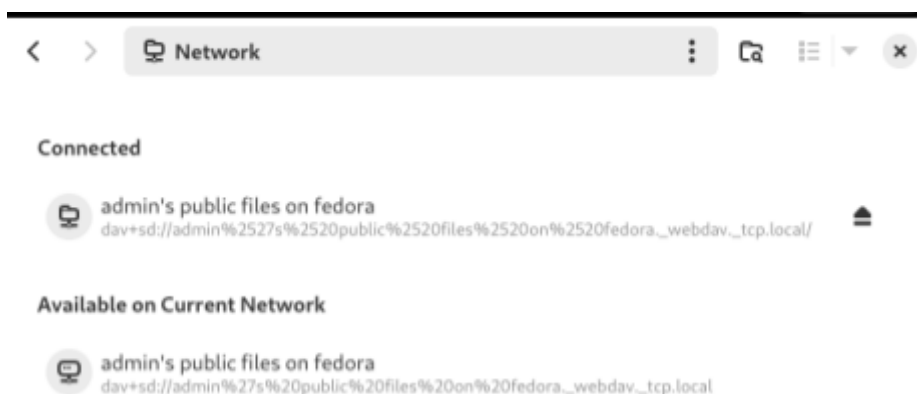 Network
Connected
admin's public files on fedora
dav+sd://admin%2527s%2520public%2520files%2520on%2520fedora._webdav._tcp.local/
Available on Current Network
admin's public files on fedora
dav+sd://admin%27s%20public%20files%20on%20fedora._webdav._tcp.local